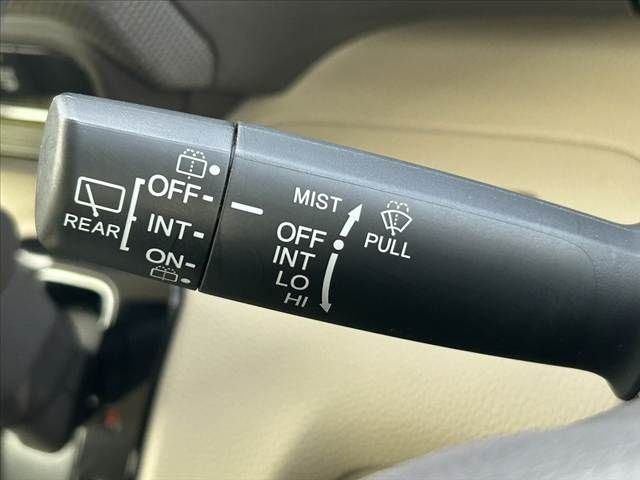 OFF
INT
ON
REAR
MIST
OFF
INT
LO
HI
PULL